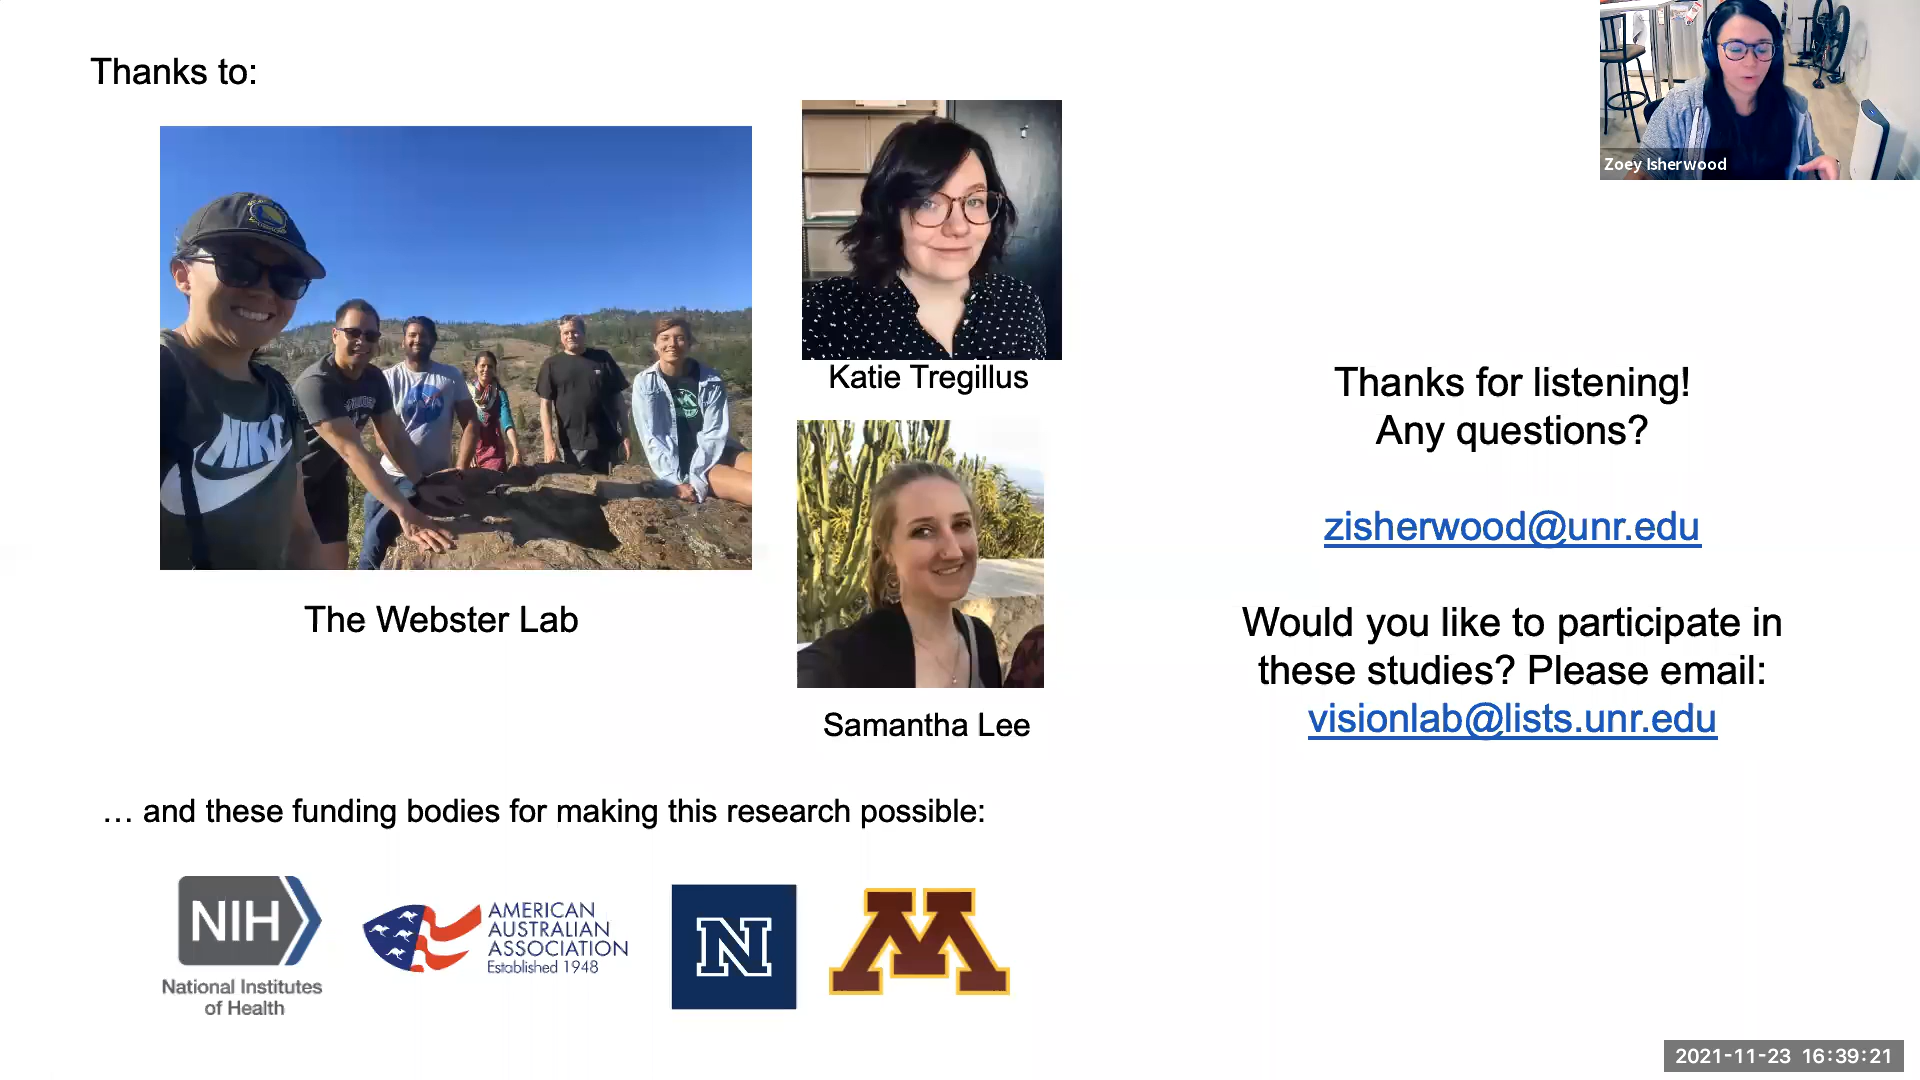 Thanks to:
Zoey Isherwood
NIKE
Katie Tregillus
Thanks for listening!
Any questions?
zisherwood@unr.edu
The Webster Lab
Would you like to participate in
these studies? Please email:
visionlab@lists.unr.edu
Samantha Lee
… and these funding bodies for making this research possible:
NIH
National Institutes
of Health
AMERICAN
AUSTRALIAN
ASSOCIATION
Established 1948
N
M
2021-11-23 16:39:21